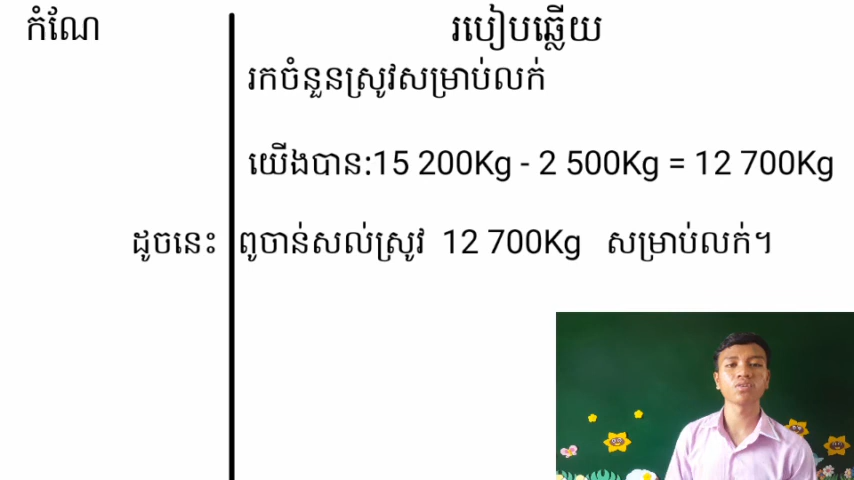 កំណែ
របៀបឆ្លើយ
រកចំនួនស្រូវសម្រាប់លក់
យើងបាន:15 200Kg - 2 500Kg = 12 700Kg
ដូចនេះ ពូចាន់សល់ស្រូវ 12 700Kg សម្រាប់លក់។